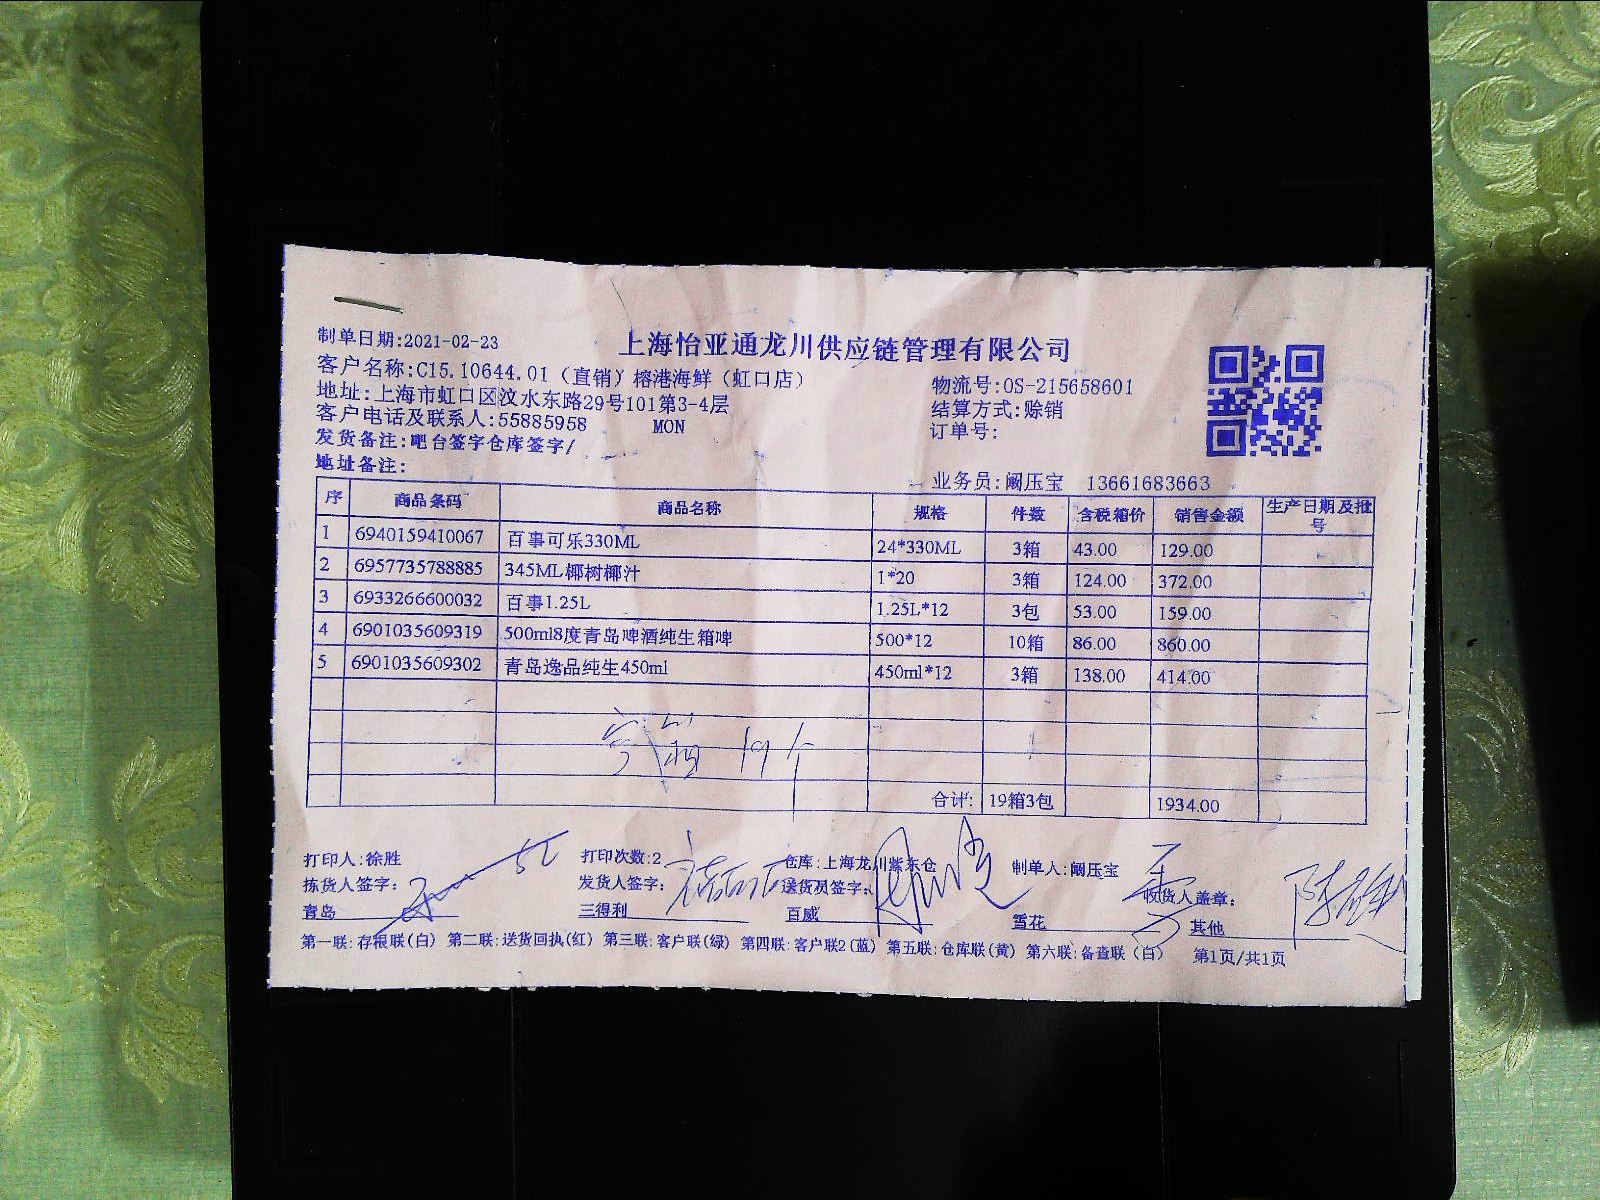 上海怡亚通龙川供应链管理有限公司
制单日期:2021-02-23
客户名称:C15.10644.01（直销）榕港海鲜（虹口店）
物流号:OS-215658601
地址:上海市虹口区汶水东路29号101第3-4层
结算方式:赊销
客户电话及联系人:55885958 MON
订单号:
发货备注:吧台签字仓库签字/
地址备注:
业务员:阚压宝 13661683663
序 商品条码 商品名称 规格 件数 含税箱价 销售金额 生产日期及批号
1 6940159410067 百事可乐330ML 24*330ML 3箱 43.00 129.00
2 6957735788885 345ML椰树椰汁 1*20 3箱 124.00 372.00
3 6933266600032 百事1.25L 1.25L*12 3包 53.00 159.00
4 6901035609319 500ml8度青岛啤酒纯生箱啤 500*12 10箱 86.00 860.00
5 6901035609302 青岛逸品纯生450ml 450ml*12 3箱 138.00 414.00
19个
合计: 19箱3包 1934.00
打印人:徐胜 打印次数:2 仓库:上海龙川紫东仓 制单人:阚压宝
拣货人签字: 发货人签字: 送货员签字: 收货人盖章:
青岛 三得利 百威 雪花 其他
第一联:存根联(白) 第二联:送货回执(红) 第三联:客户联(绿) 第四联:客户联2(蓝) 第五联:仓库联(黄) 第六联:备查联（白） 第1页/共1页